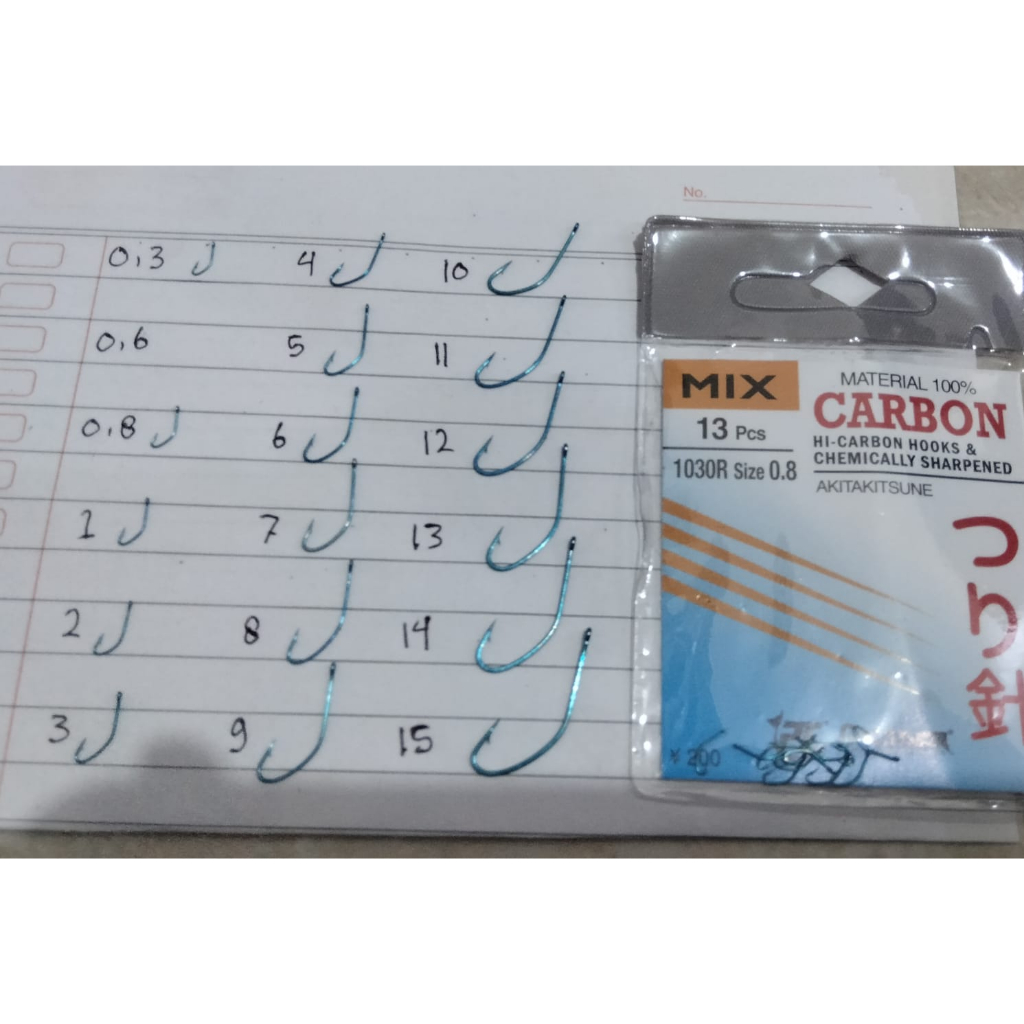 No.
0,3
4
10
0,6
5
11
0,8
6
12
1
7
13
2
8
14
3
9
15
MIX
13 Pcs
1030R Size 0.8
MATERIAL 100%
CARBON
HI-CARBON HOOKS &
CHEMICALLY SHARPENED
AKITAKITSUNE
つり針
¥200